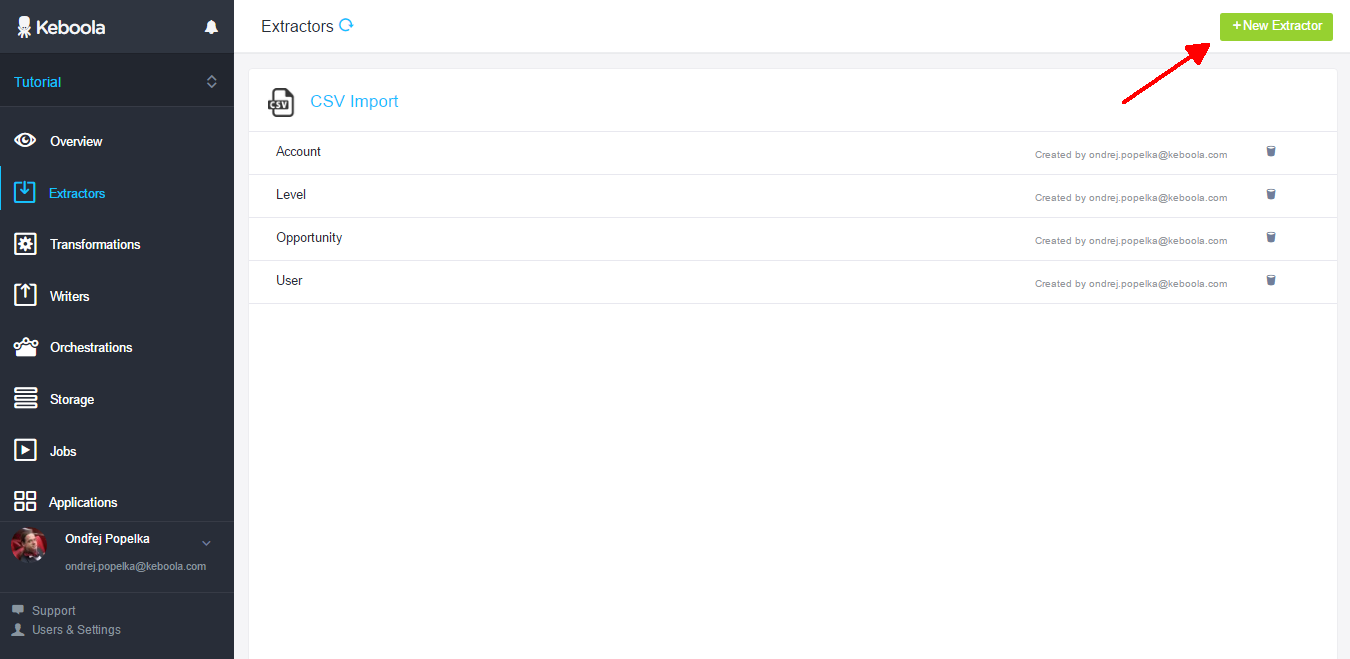 Keboola
Tutorial
Overview
Extractors
Transformations
Writers
Orchestrations
Storage
Jobs
Applications
Ondřej Popelka
ondrej.popelka@keboola.com
Support
Users & Settings
Extractors
+ New Extractor
CSV CSV Import
Account Created by ondrej.popelka@keboola.com
Level Created by ondrej.popelka@keboola.com
Opportunity Created by ondrej.popelka@keboola.com
User Created by ondrej.popelka@keboola.com